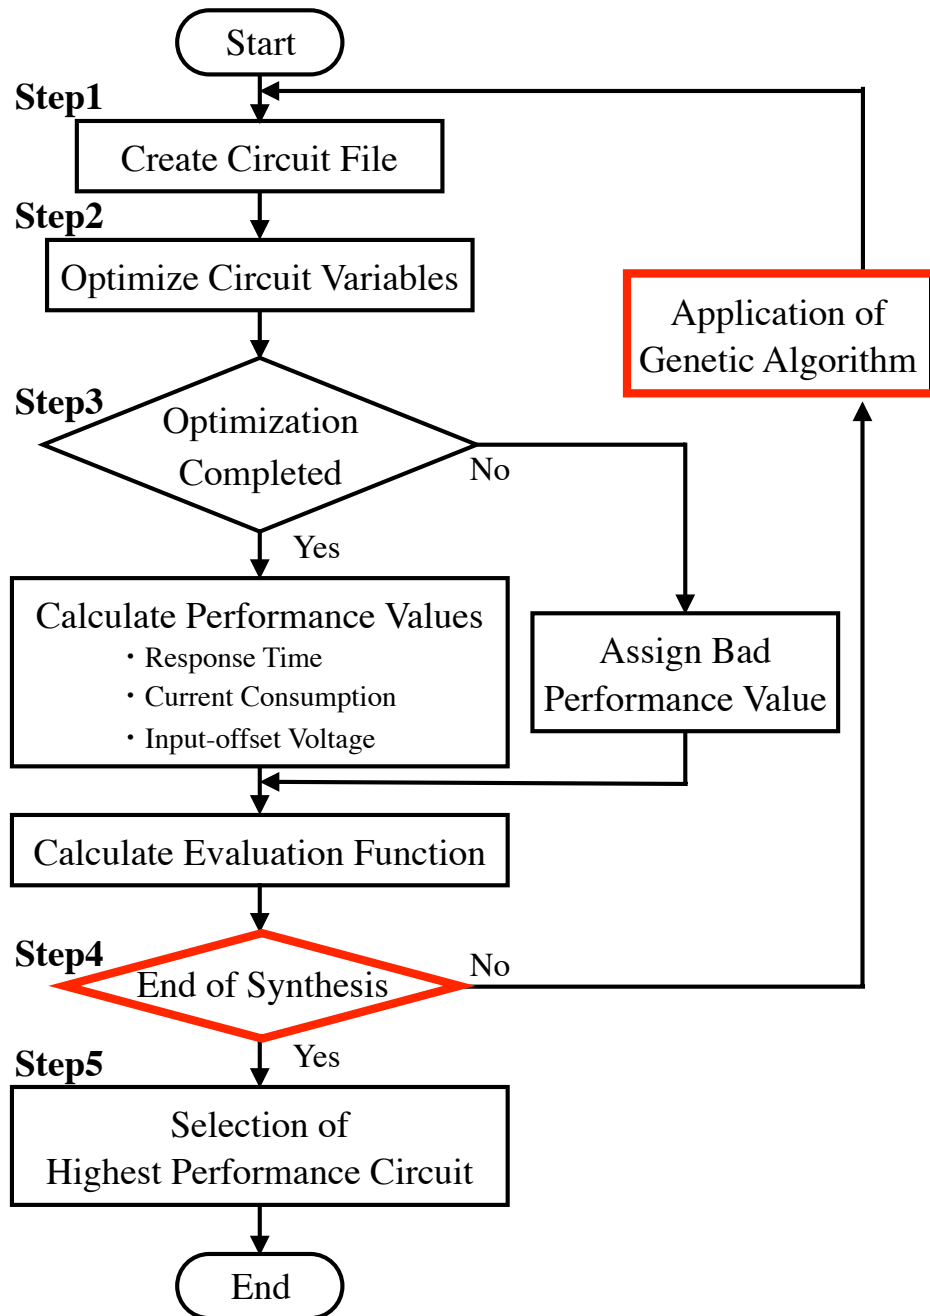 Start
Step1
Create Circuit File
Step2
Optimize Circuit Variables
Application of
Genetic Algorithm
Step3
Optimization
Completed
No
Yes
Calculate Performance Values
・Response Time
・Current Consumption
・Input-offset Voltage
Assign Bad
Performance Value
Calculate Evaluation Function
Step4
End of Synthesis
No
Yes
Step5
Selection of
Highest Performance Circuit
End